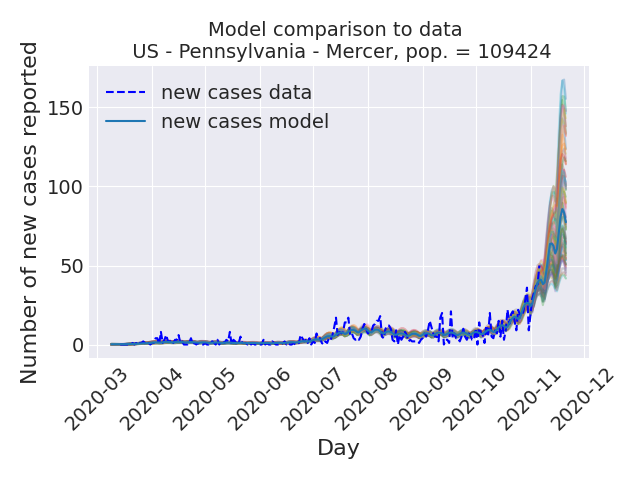 Model comparison to data
US - Pennsylvania - Mercer, pop. = 109424
Number of new cases reported
150
100
50
0
new cases data
new cases model
2020-03
2020-04
2020-05
2020-06
2020-07
2020-08
2020-09
2020-10
2020-11
2020-12
Day